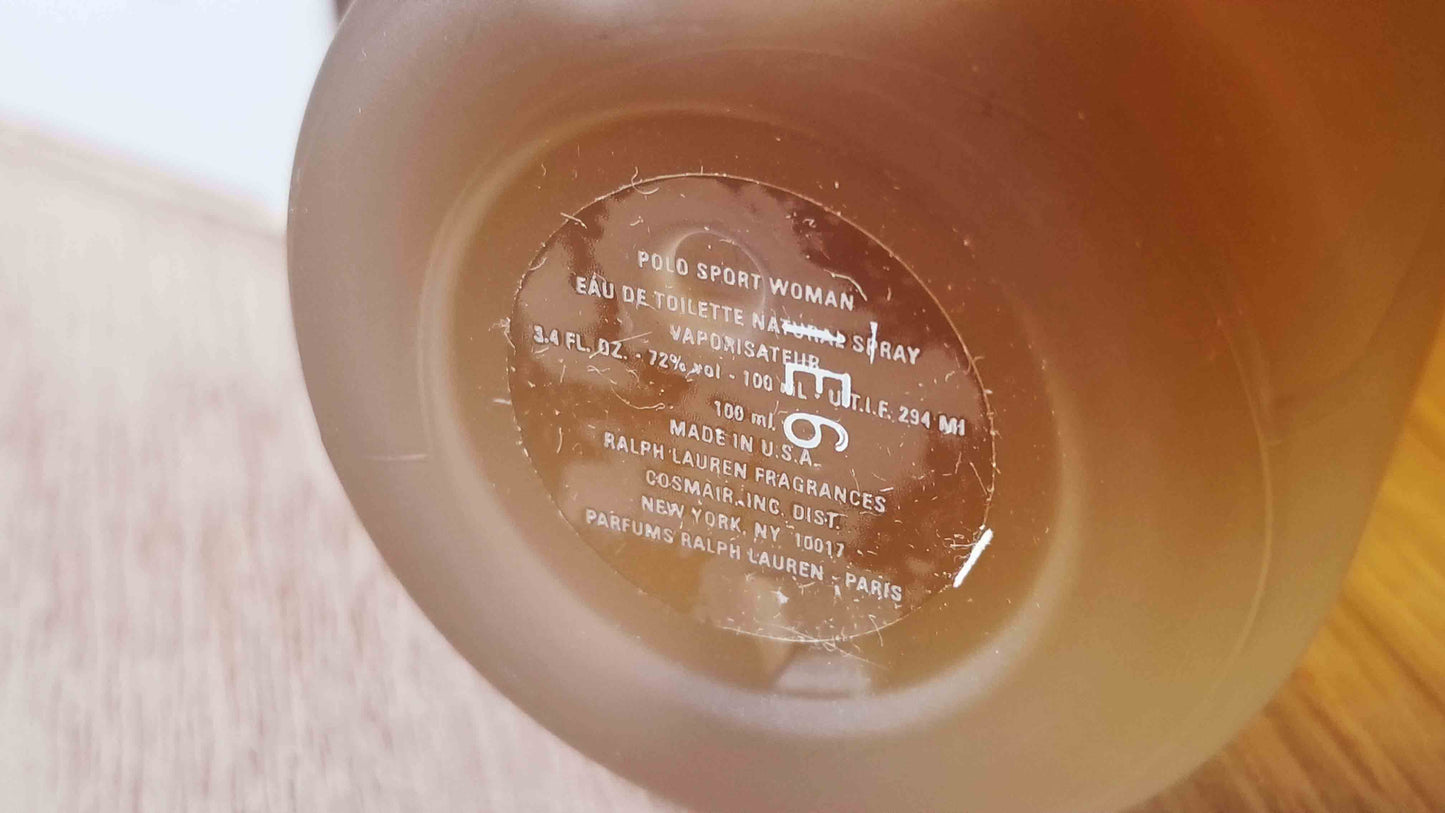 POLO SPORT WOMAN
EAU DE TOILETTE NATURAL SPRAY
VAPORISATEUR
3.4 FL. OZ. - 72% vol - 100 ML - U.T.I.F. 294 MI
100 ml.
MADE IN U.S.A.
RALPH LAUREN FRAGRANCES
COSMAIR, INC. DIST.
NEW YORK, NY 10017
PARFUMS RALPH LAUREN - PARIS
E6